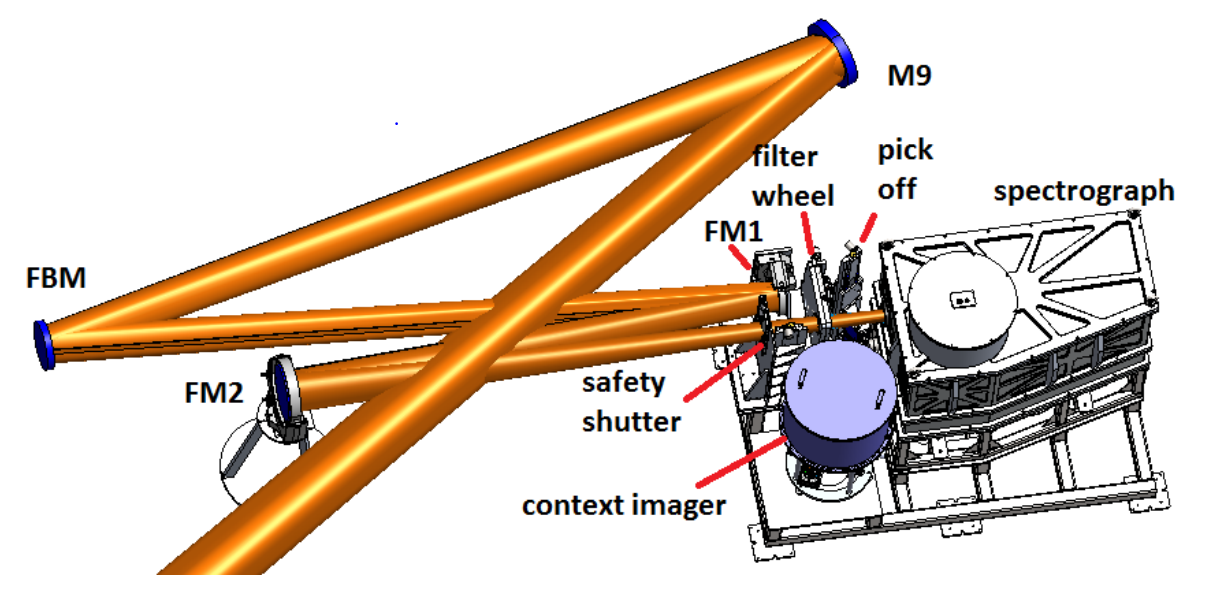 M9
filter
wheel
pick
off
spectrograph
FM1
FBM
FM2
safety
shutter
context imager